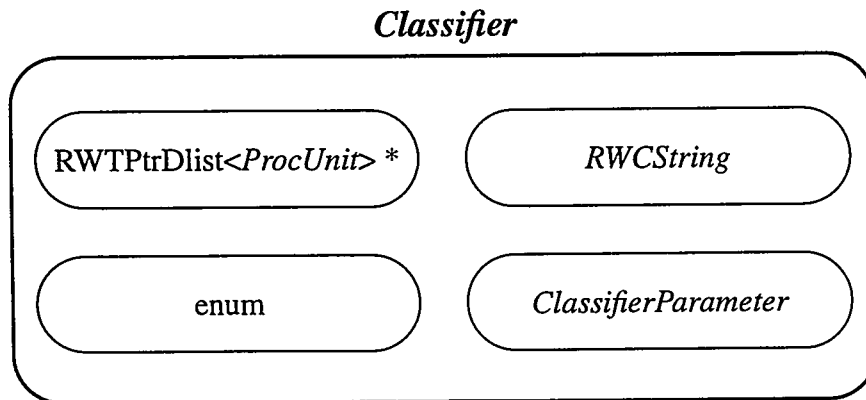 Classifier
RWTPtrDlist<ProcUnit> *
RWCString
enum
ClassifierParameter